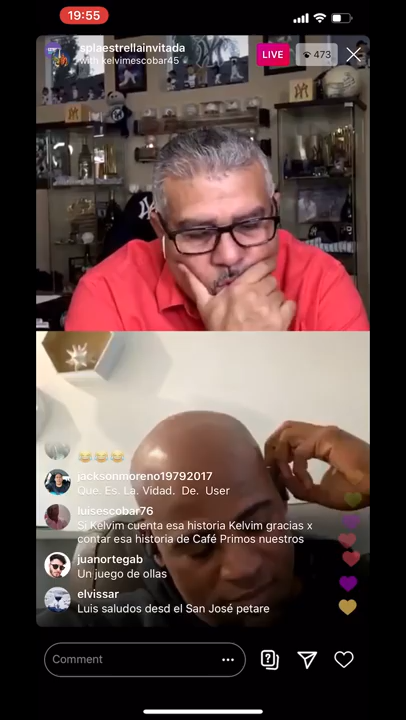 19:55
splaestrellainvitada
with kelvimescobar45
LIVE
473
😂😂😂
jacksonmoreno19792017
Que. Es. La. Vidad. De. User
luisescobar76
Si Kelvim cuenta esa historia Kelvim gracias x
contar esa historia de Café Primos nuestros
juanortegab
Un juego de ollas
elvissar
Luis saludos desd el San José petare
Comment